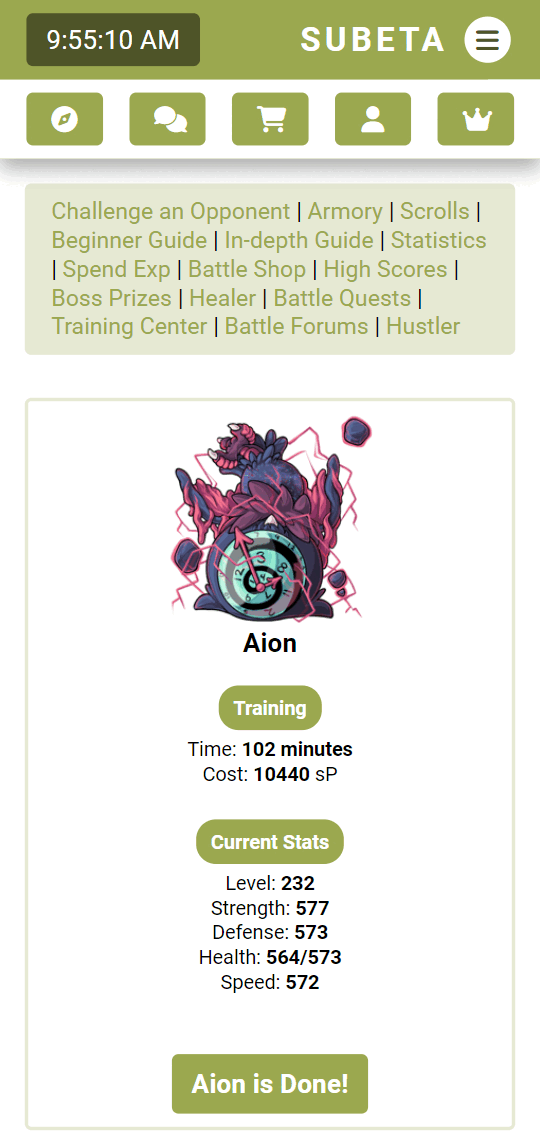 9:55:10 AM
SUBETA
Challenge an Opponent | Armory | Scrolls |
Beginner Guide | In-depth Guide | Statistics
| Spend Exp | Battle Shop | High Scores |
Boss Prizes | Healer | Battle Quests |
Training Center | Battle Forums | Hustler
Aion
Training
Time: 102 minutes
Cost: 10440 sP
Current Stats
Level: 232
Strength: 577
Defense: 573
Health: 564/573
Speed: 572
Aion is Done!